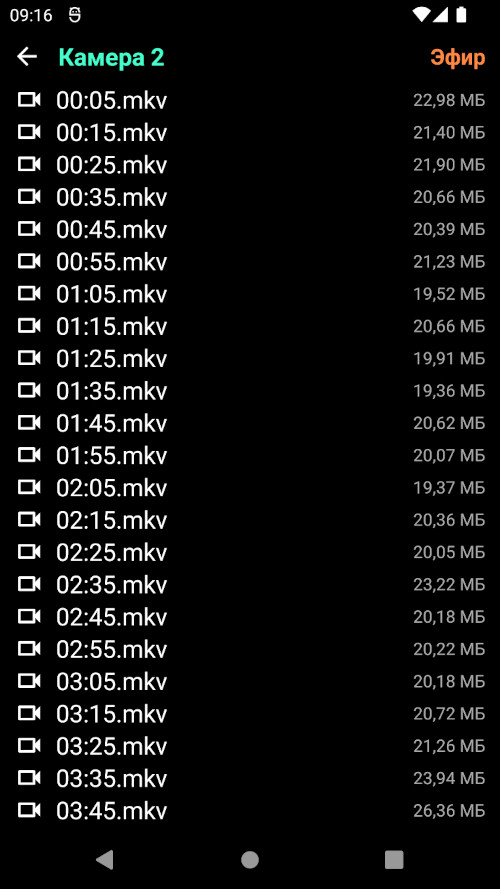 09:16
Камера 2 Эфир
00:05.mkv 22,98 МБ
00:15.mkv 21,40 МБ
00:25.mkv 21,90 МБ
00:35.mkv 20,66 МБ
00:45.mkv 20,39 МБ
00:55.mkv 21,23 МБ
01:05.mkv 19,52 МБ
01:15.mkv 20,66 МБ
01:25.mkv 19,91 МБ
01:35.mkv 19,36 МБ
01:45.mkv 20,62 МБ
01:55.mkv 20,07 МБ
02:05.mkv 19,37 МБ
02:15.mkv 20,36 МБ
02:25.mkv 20,05 МБ
02:35.mkv 23,22 МБ
02:45.mkv 20,18 МБ
02:55.mkv 20,22 МБ
03:05.mkv 20,18 МБ
03:15.mkv 20,72 МБ
03:25.mkv 21,26 МБ
03:35.mkv 23,94 МБ
03:45.mkv 26,36 МБ